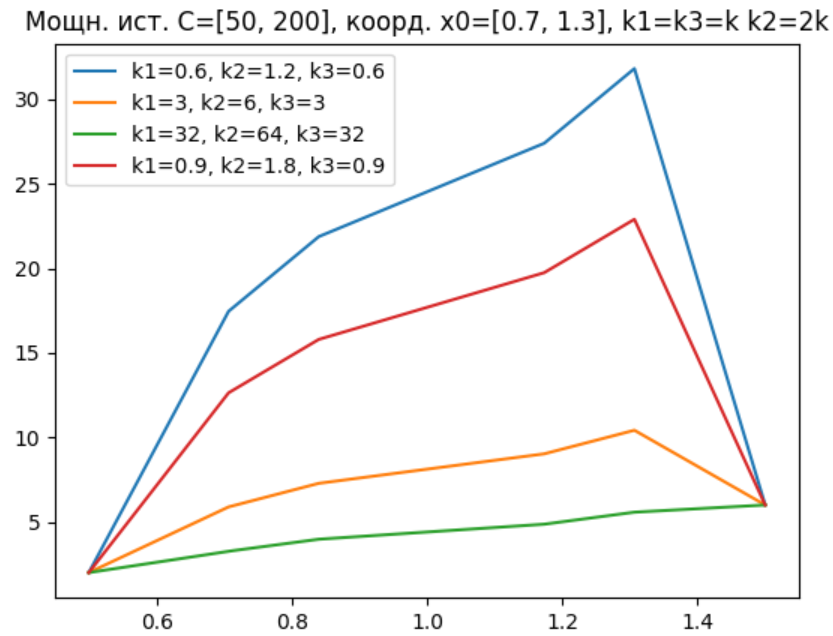 Мощн. ист. C=[50, 200], коорд. x0=[0.7, 1.3], k1=k3=k k2=2k
k1=0.6, k2=1.2, k3=0.6
k1=3, k2=6, k3=3
k1=32, k2=64, k3=32
k1=0.9, k2=1.8, k3=0.9
30
25
20
15
10
5
0.6 0.8 1.0 1.2 1.4